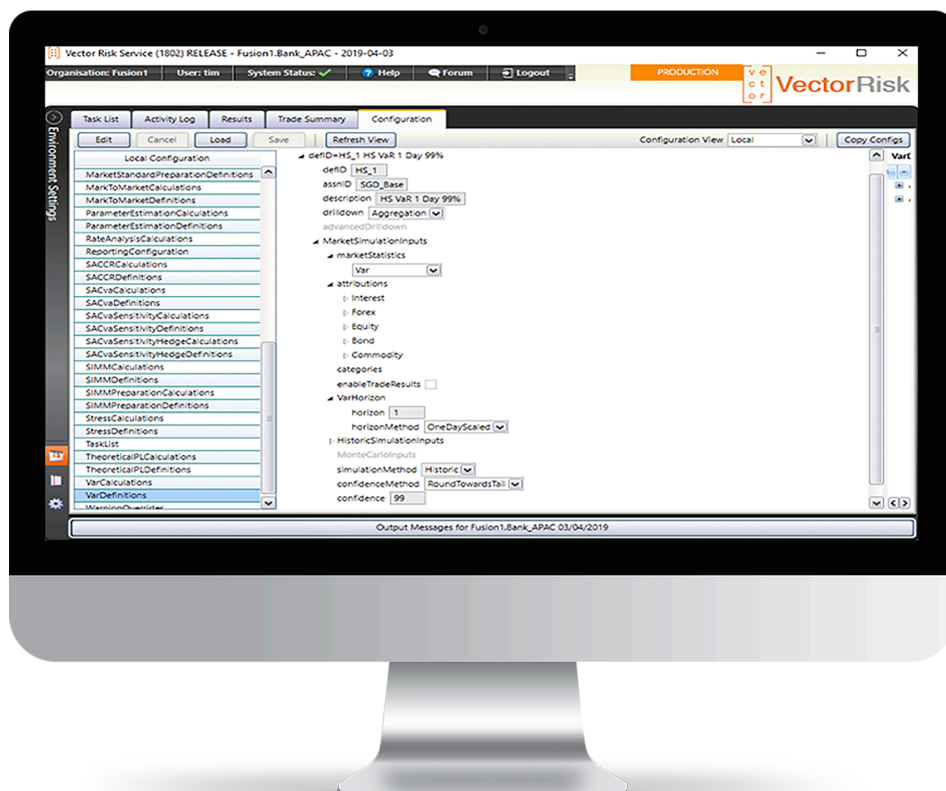 Vector Risk Service (1802) RELEASE - Fusion1.Bank_APAC - 2019-04-03
Organisation: Fusion1 User: tim System Status: Help Forum Logout
PRODUCTION
vector
VectorRisk
Task List Activity Log Results Trade Summary Configuration
Edit Cancel Load Save Refresh View Configuration View Local Copy Configs
Environment Settings
Local Configuration
MarketStandardPreparationDefinitions
MarkToMarketCalculations
MarkToMarketDefinitions
ParameterEstimationCalculations
ParameterEstimationDefinitions
RateAnalysisCalculations
ReportingConfiguration
SACCRCalculations
SACCRDefinitions
SACvaCalculations
SACvaDefinitions
SACvaSensitivityCalculations
SACvaSensitivityDefinitions
SACvaSensitivityHedgeCalculations
SACvaSensitivityHedgeDefinitions
SIMMCalculations
SIMMDefinitions
SIMMPreparationCalculations
SIMMPreparationDefinitions
StressCalculations
StressDefinitions
TaskList
TheoreticalPLCalculations
TheoreticalPLDefinitions
VarCalculations
VarDefinitions
WarningOverrides
defID=HS_1 HS VaR 1 Day 99%
defID HS_1
assnID SGD_Base
description HS VaR 1 Day 99%
drilldown Aggregation
advancedDrilldown
MarketSimulationInputs
marketStatistics
Var
attributions
Interest
Forex
Equity
Bond
Commodity
categories
enableTradeResults
VarHorizon
horizon 1
horizonMethod OneDayScaled
HistoricSimulationInputs
MonteCarloInputs
simulationMethod Historic
confidenceMethod RoundTowardsTail
confidence 99
Output Messages for Fusion1.Bank_APAC 03/04/2019